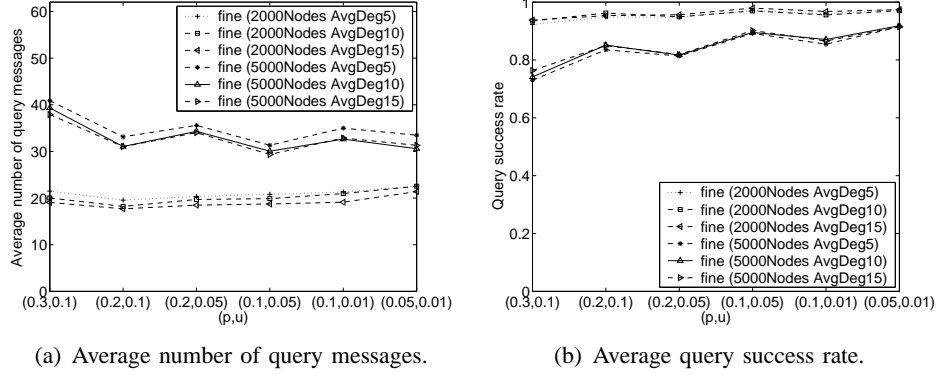 60
50
40
30
20
10
0
Average number of query messages
fine (2000Nodes AvgDeg5)
fine (2000Nodes AvgDeg10)
fine (2000Nodes AvgDeg15)
fine (5000Nodes AvgDeg5)
fine (5000Nodes AvgDeg10)
fine (5000Nodes AvgDeg15)
(0.3,0.1) (0.2,0.1) (0.2,0.05) (0.1,0.05) (0.1,0.01) (0.05,0.01)
(p,u)
(a) Average number of query messages.
1
0.8
0.6
0.4
0.2
0
Query success rate
fine (2000Nodes AvgDeg5)
fine (2000Nodes AvgDeg10)
fine (2000Nodes AvgDeg15)
fine (5000Nodes AvgDeg5)
fine (5000Nodes AvgDeg10)
fine (5000Nodes AvgDeg15)
(0.3,0.1) (0.2,0.1) (0.2,0.05) (0.1,0.05) (0.1,0.01) (0.05,0.01)
(p,u)
(b) Average query success rate.